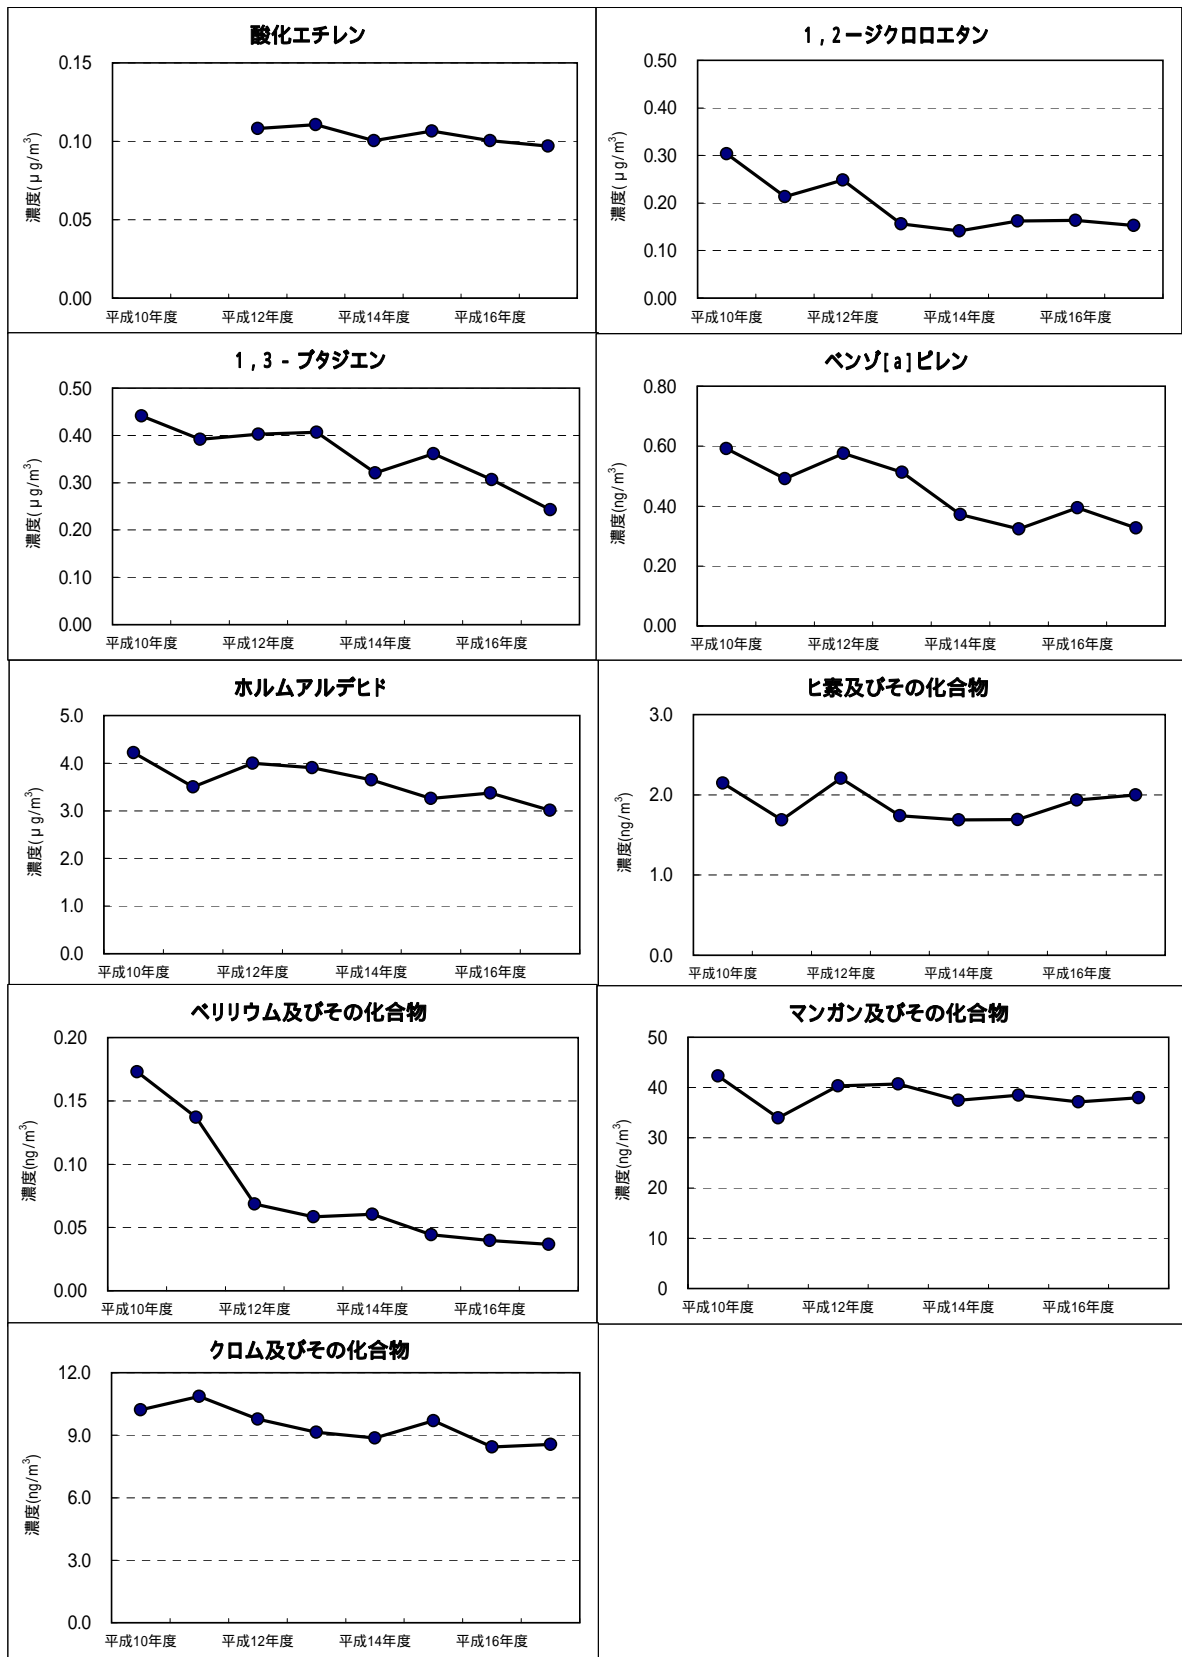 酸化エチレン
0.15
0.10
0.05
0.00
濃度(μg/m³)
平成10年度 平成12年度 平成14年度 平成16年度
1,2ージクロロエタン
0.50
0.40
0.30
0.20
0.10
0.00
濃度(μg/m³)
平成10年度 平成12年度 平成14年度 平成16年度
1,3-ブタジエン
0.50
0.40
0.30
0.20
0.10
0.00
濃度(μg/m³)
平成10年度 平成12年度 平成14年度 平成16年度
ベンゾ[a]ピレン
0.80
0.60
0.40
0.20
0.00
濃度(ng/m³)
平成10年度 平成12年度 平成14年度 平成16年度
ホルムアルデヒド
5.0
4.0
3.0
2.0
1.0
0.0
濃度(μg/m³)
平成10年度 平成12年度 平成14年度 平成16年度
ヒ素及びその化合物
3.0
2.0
1.0
0.0
濃度(ng/m³)
平成10年度 平成12年度 平成14年度 平成16年度
ベリリウム及びその化合物
0.20
0.15
0.10
0.05
0.00
濃度(ng/m³)
平成10年度 平成12年度 平成14年度 平成16年度
マンガン及びその化合物
50
40
30
20
10
0
濃度(ng/m³)
平成10年度 平成12年度 平成14年度 平成16年度
クロム及びその化合物
12.0
9.0
6.0
3.0
0.0
濃度(ng/m³)
平成10年度 平成12年度 平成14年度 平成16年度